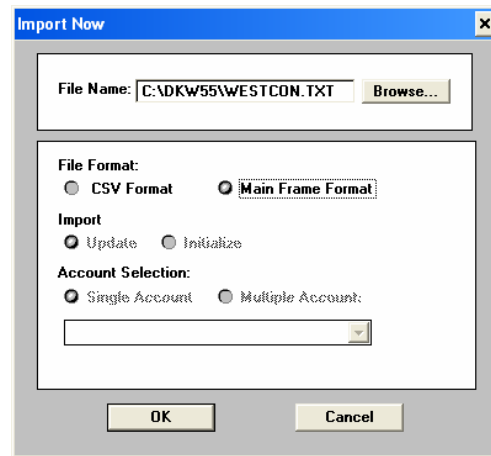 Import Now
File Name: C:\DKW55\WESTCON.TXT Browse...
File Format:
CSV Format Main Frame Format
Import
Update Initialize
Account Selection:
Single Account Multiple Account:
OK Cancel